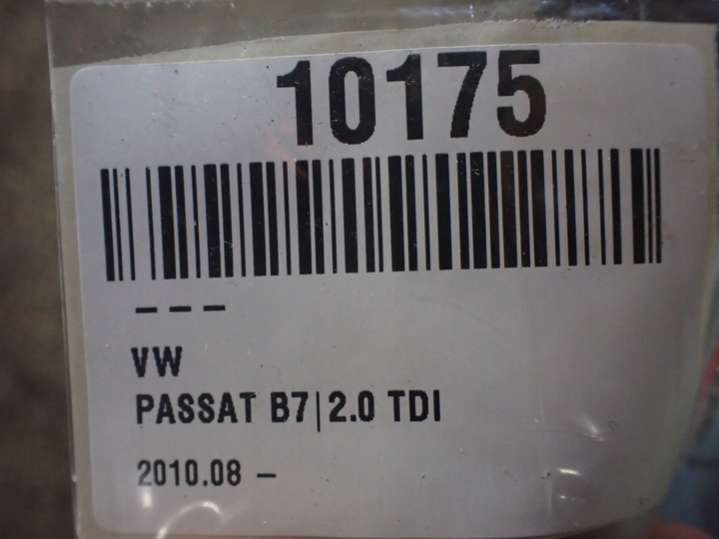 10175
---
VW
PASSAT B7|2.0 TDI
2010.08 -